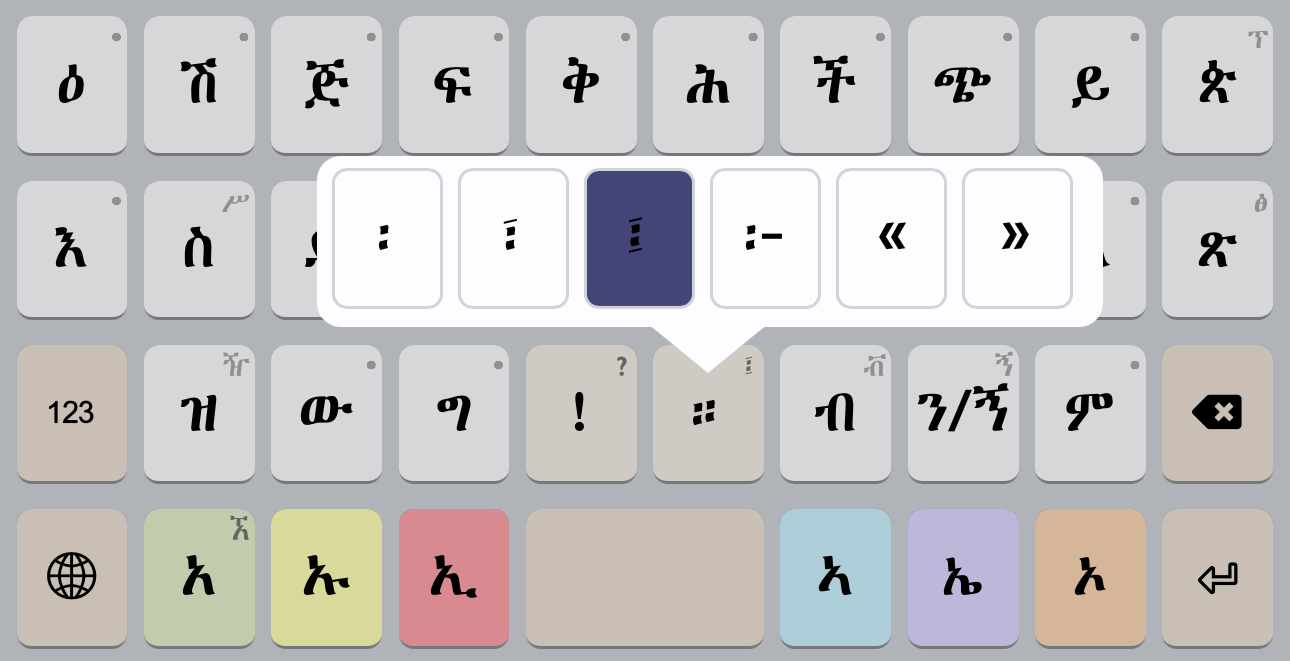 ዕ ሽ ጅ ፍ ቅ ሕ ች ጭ ይ ጵ ፕ
፡ ፣ ፤ ፡– « »
እ ስ ሥ ጽ ፅ
123 ዝ ዥ ው ግ ! ? ። ፤ ብ ቭ ን/ኝ ኝ ም
አ ኧ ኡ ኢ ኣ ኤ ኦ